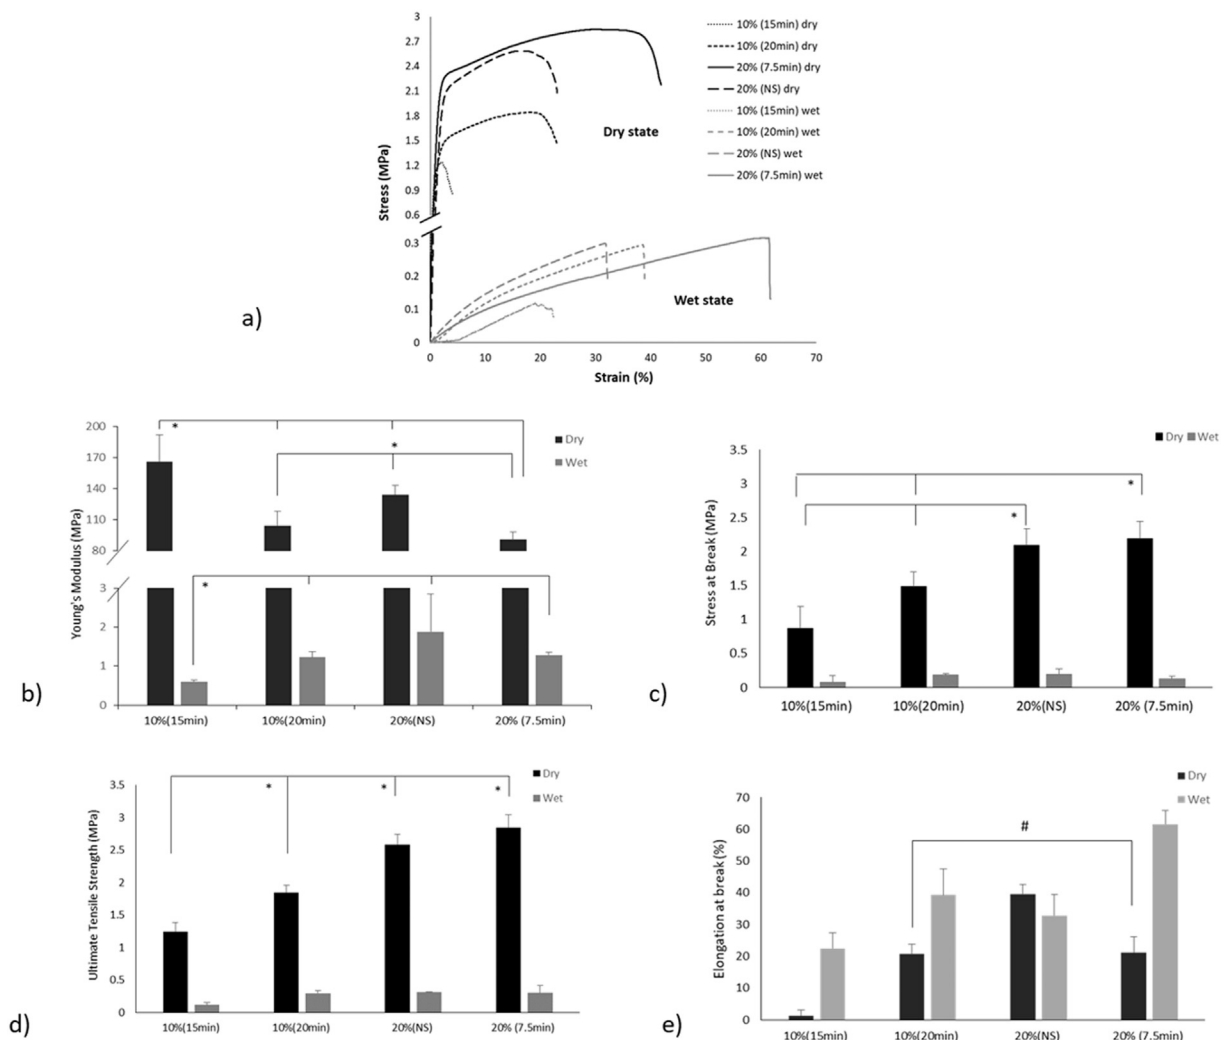 3
2.7
2.4
2.1
1.8
1.5
1.2
0.9
0.6
0.3
0.2
0.1
0
Stress (MPa)
10% (15min) dry
10% (20min) dry
20% (7.5min) dry
20% (NS) dry
10% (15min) wet
10% (20min) wet
20% (NS) wet
20% (7.5min) wet
Dry state
Wet state
0 10 20 30 40 50 60 70
Strain (%)
a)
200
170
140
110
80
3
2
1
0
Young's Modulus (MPa)
*
*
*
Dry
Wet
10%(15min) 10%(20min) 20%(NS) 20% (7.5min)
b)
Dry Wet
3.5
3
2.5
2
1.5
1
0.5
0
Stress at Break (MPa)
*
*
10%(15min) 10%(20min) 20%(NS) 20% (7.5min)
c)
3.5
3
2.5
2
1.5
1
0.5
0
Ultimate Tensile Strength (MPa)
* * *
Dry
Wet
10%(15min) 10%(20min) 20%(NS) 20% (7.5min)
d)
Dry
Wet
70
60
50
40
30
20
10
0
Elongation at break (%)
#
10%(15min) 10%(20min) 20%(NS) 20% (7.5min)
e)